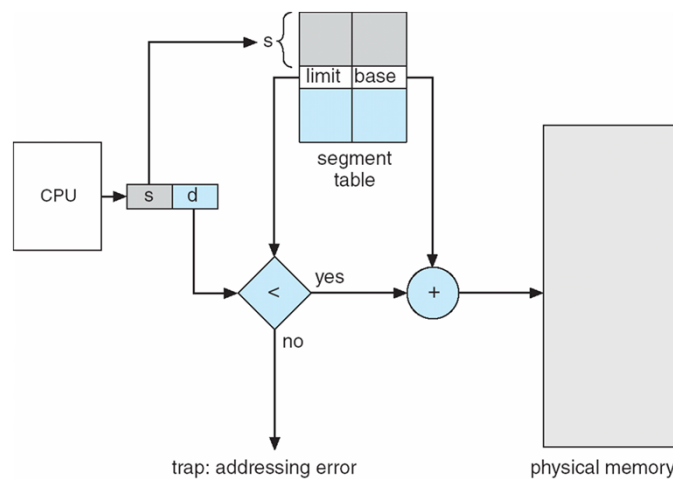 s
limit base
segment
table
CPU
s d
<
yes
+
no
trap: addressing error
physical memory